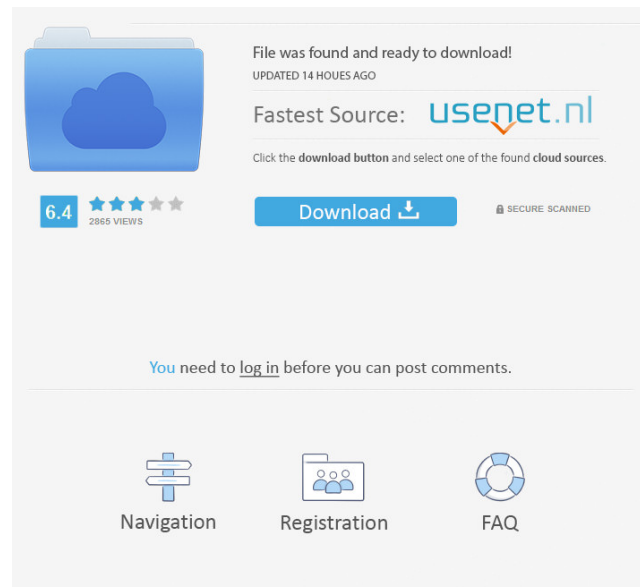 File was found and ready to download!
UPDATED 14 HOUES AGO
Fastest Source: usenet.nl
Click the download button and select one of the found cloud sources.
6.4
2865 VIEWS
Download
SECURE SCANNED
You need to log in before you can post comments.
Navigation
Registration
FAQ